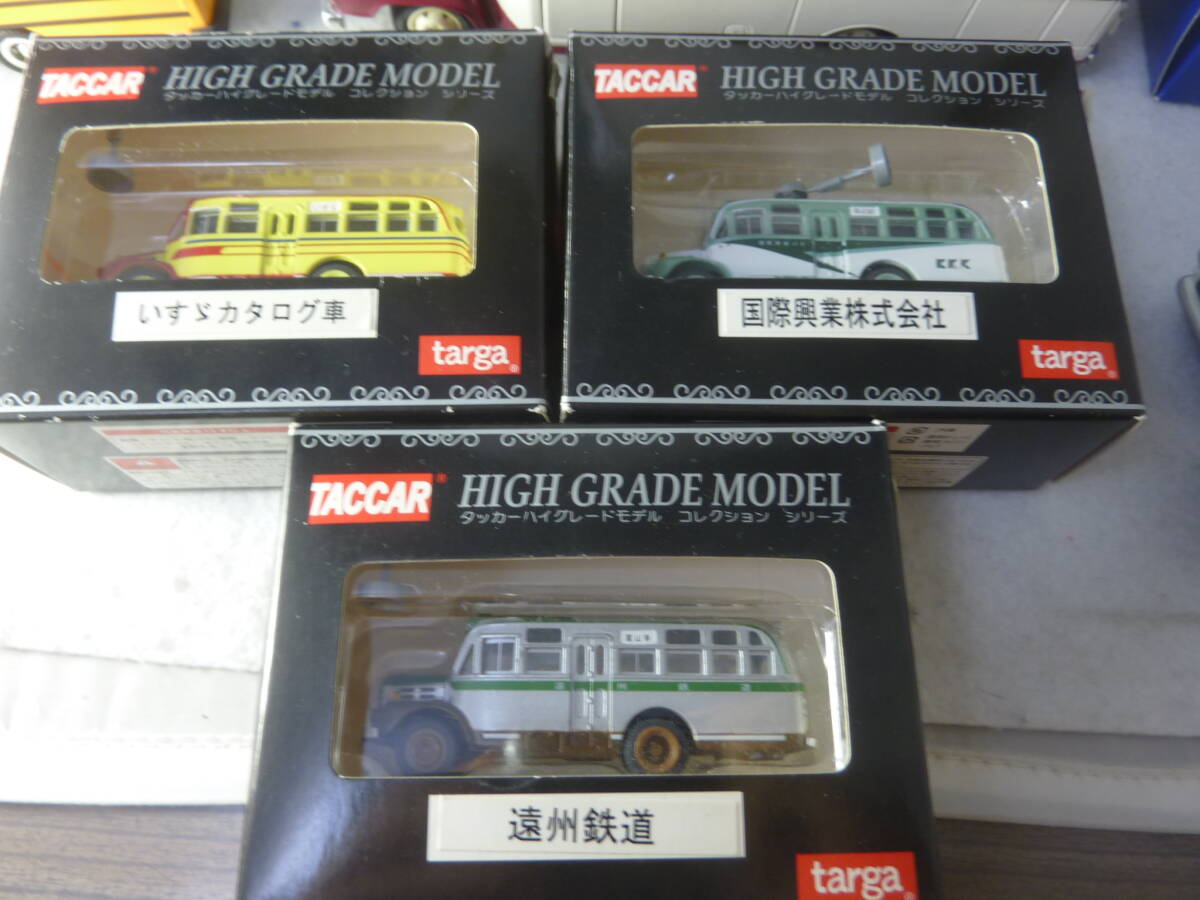 TACCAR® HIGH GRADE MODEL
タッカーハイグレードモデル コレクション シリーズ
いすゞカタログ車
targa®
TACCAR® HIGH GRADE MODEL
タッカーハイグレードモデル コレクション シリーズ
国際興業株式会社
targa®
TACCAR® HIGH GRADE MODEL
タッカーハイグレードモデル コレクション シリーズ
遠州鉄道
targa®